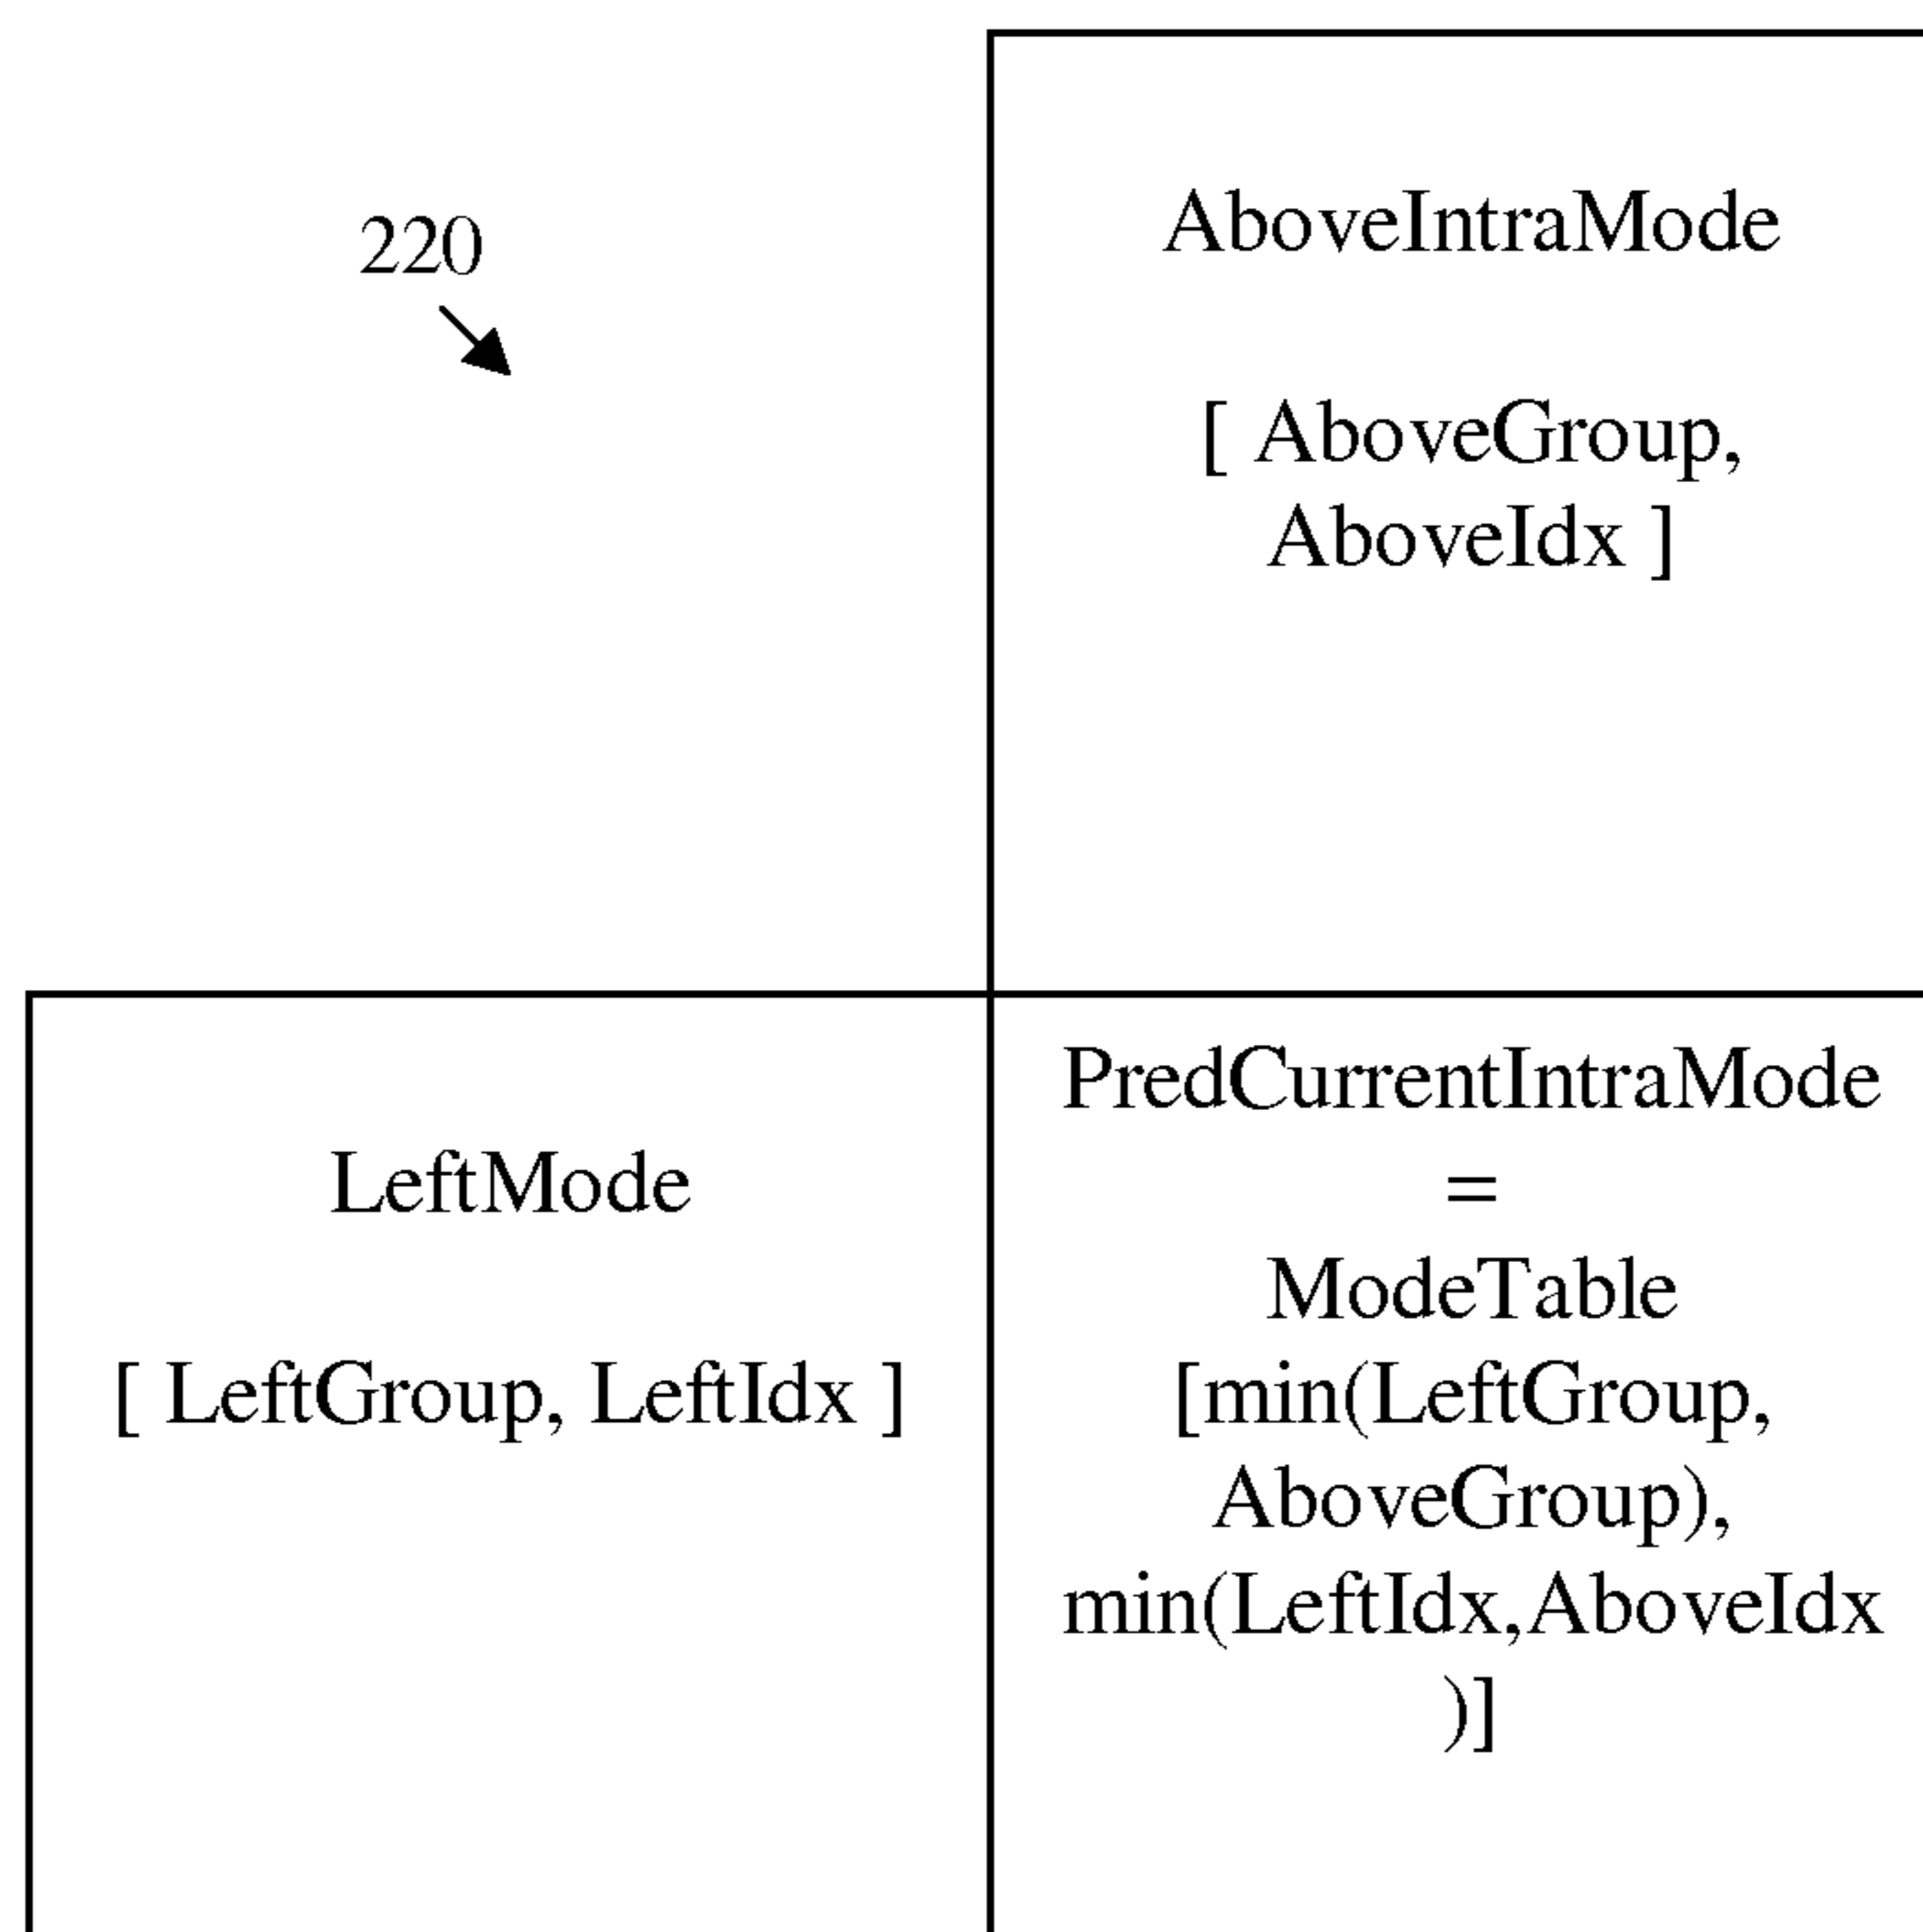 220
AboveIntraMode
[ AboveGroup,
AboveIdx ]
LeftMode
[ LeftGroup, LeftIdx ]
PredCurrentIntraMode
=
ModeTable
[min(LeftGroup,
AboveGroup),
min(LeftIdx,AboveIdx
)]